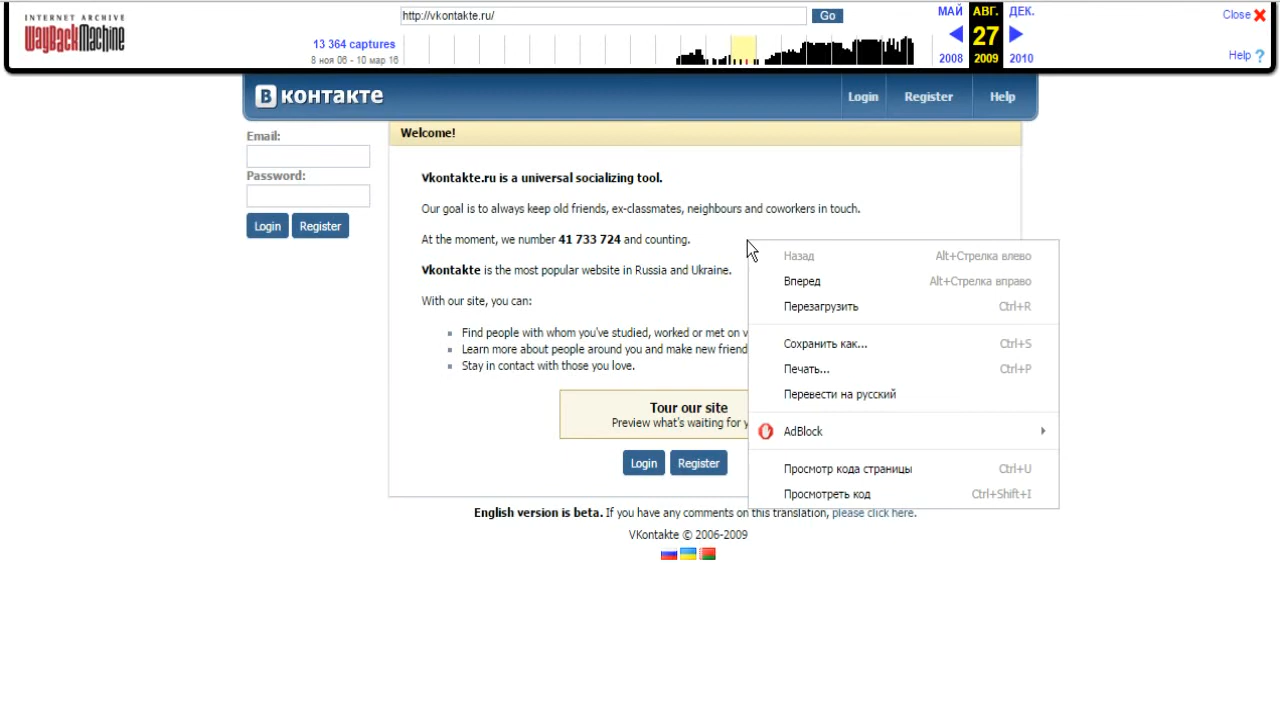 INTERNET ARCHIVE
WayBackMachine
http://vkontakte.ru/
Go
13 364 captures
8 ноя 06 - 10 мар 16
МАЙ АВГ. ДЕК.
27
2008 2009 2010
Close
Help ?
В контакте
Login Register Help
Email:
Password:
Login Register
Welcome!
Vkontakte.ru is a universal socializing tool.
Our goal is to always keep old friends, ex-classmates, neighbours and coworkers in touch.
At the moment, we number 41 733 724 and counting.
Vkontakte is the most popular website in Russia and Ukraine.
With our site, you can:
Find people with whom you've studied, worked or met on v
Learn more about people around you and make new friend
Stay in contact with those you love.
Tour our site
Preview what's waiting for y
Login Register
English version is beta. If you have any comments on this translation, please click here.
VKontakte © 2006-2009
Назад Alt+Стрелка влево
Вперед Alt+Стрелка вправо
Перезагрузить Ctrl+R
Сохранить как... Ctrl+S
Печать... Ctrl+P
Перевести на русский
AdBlock
Просмотр кода страницы Ctrl+U
Просмотреть код Ctrl+Shift+I